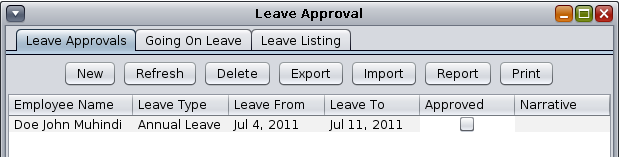 Leave Approval
Leave Approvals Going On Leave Leave Listing
New Refresh Delete Export Import Report Print
Employee Name Leave Type Leave From Leave To Approved Narrative
Doe John Muhindi Annual Leave Jul 4, 2011 Jul 11, 2011